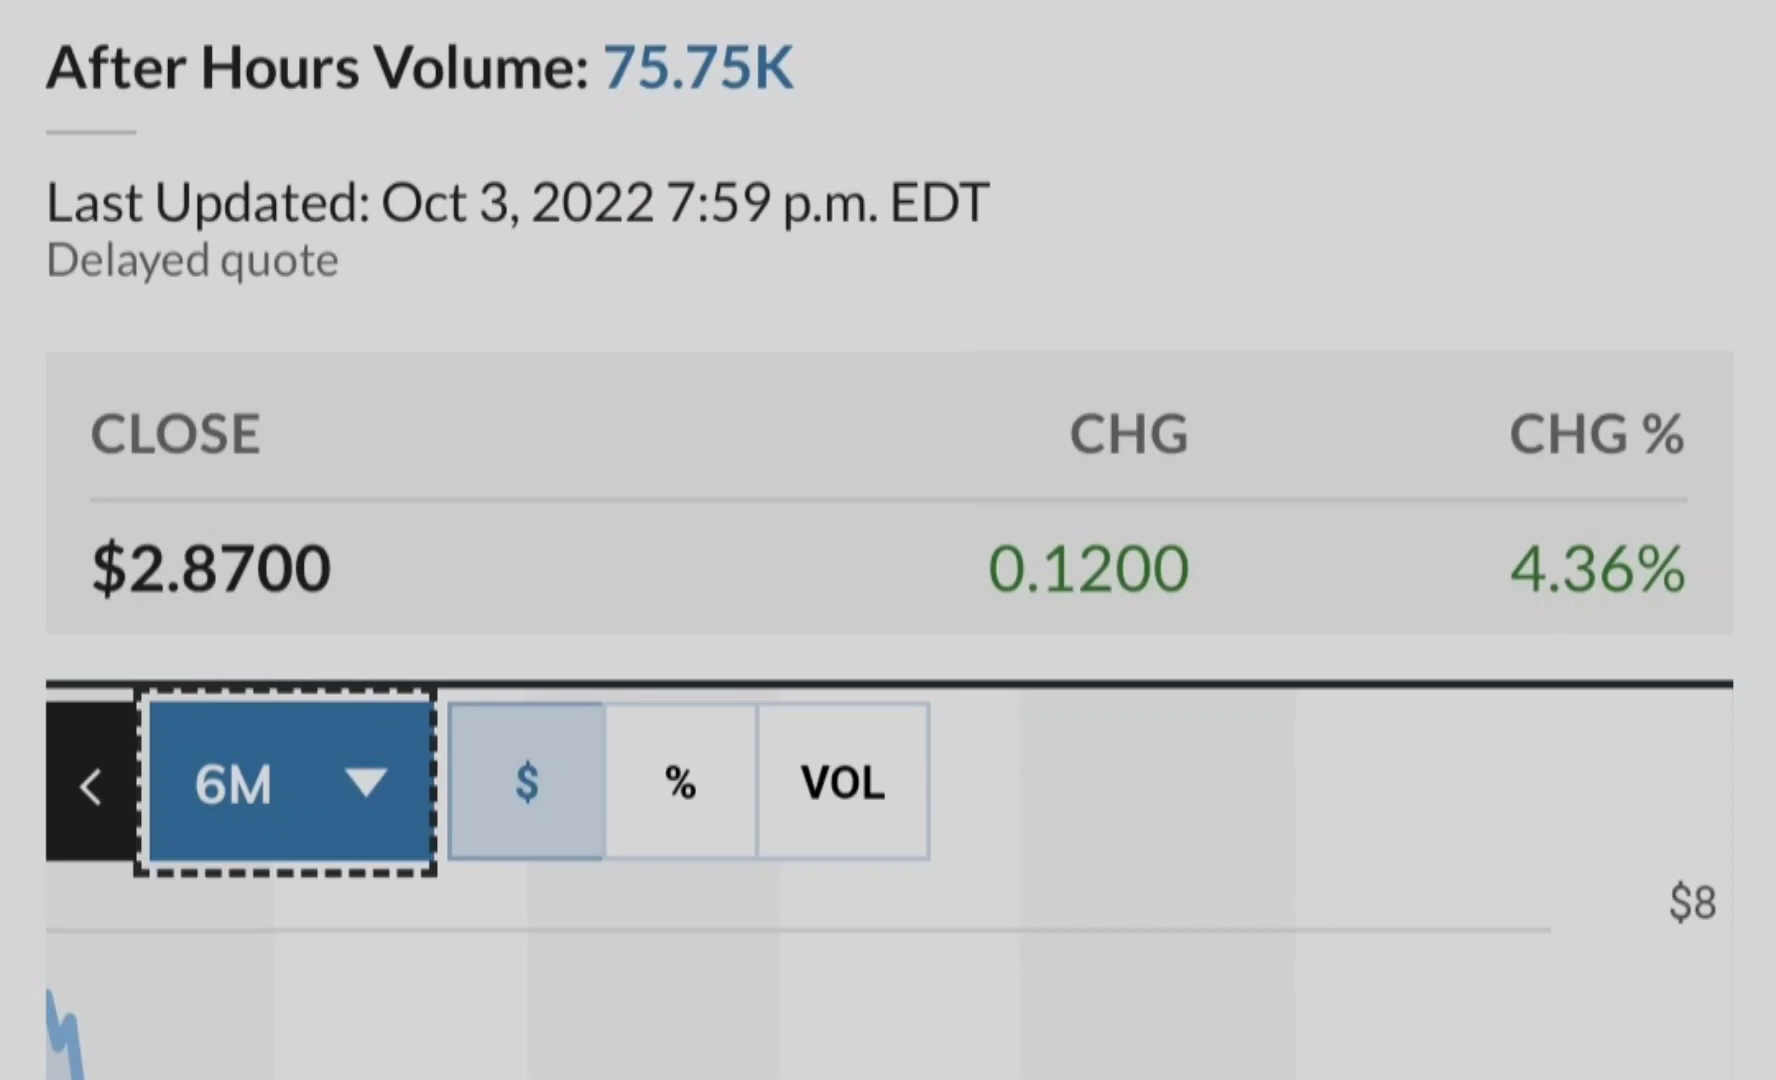 After Hours Volume: 75.75K
Last Updated: Oct 3, 2022 7:59 p.m. EDT
Delayed quote
CLOSE CHG CHG %
$2.8700 0.1200 4.36%
6M $ % VOL
$8